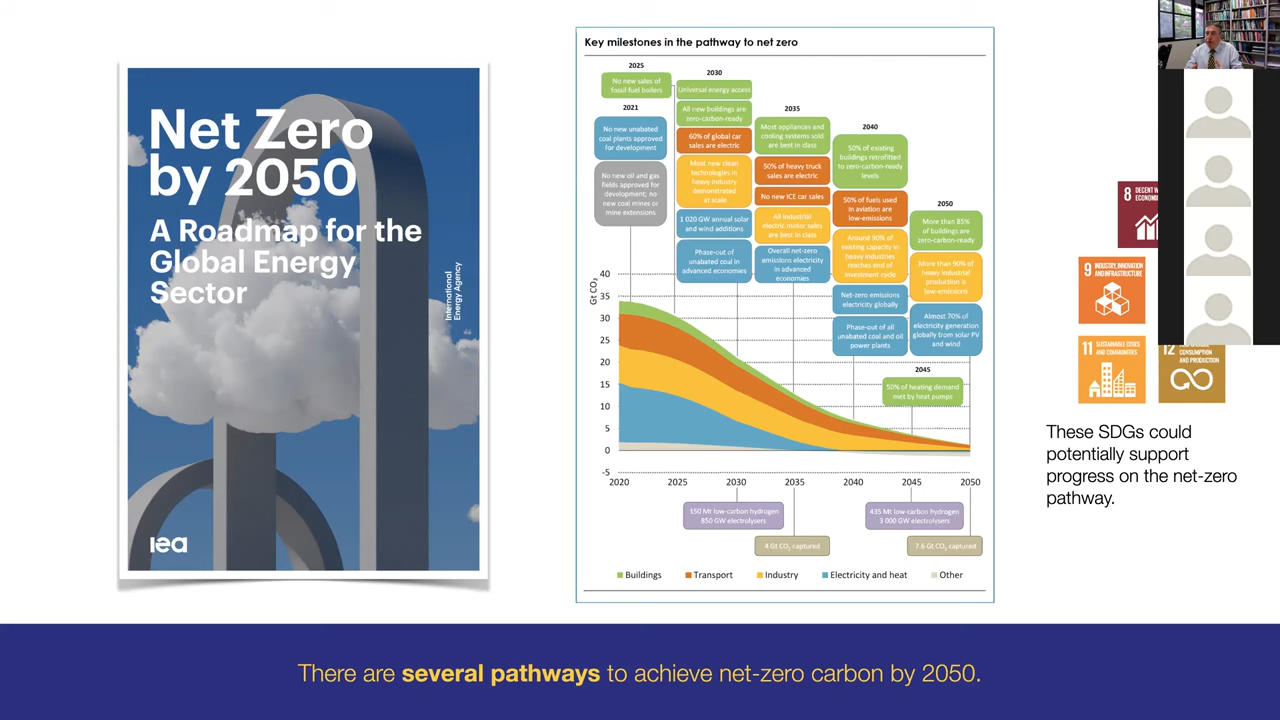 Net Zero
by 2050
A Roadmap for the
Global Energy
Sector
International
Energy Agency
iea
Key milestones in the pathway to net zero
2025
No new sales of
fossil fuel boilers
2021
No new unabated
coal plants approved
for development
No new oil and gas
fields approved for
development; no
new coal mines or
mine extensions
2030
Universal energy access
All new buildings are
zero-carbon-ready
60% of global car
sales are electric
Most new clean
technologies in
heavy industry
demonstrated
at scale
1 020 GW annual solar
and wind additions
Phase-out of
unabated coal in
advanced economies
2035
Most appliances and
cooling systems sold
are best in class
50% of heavy truck
sales are electric
No new ICE car sales
All industrial
electric motor sales
are best in class
Overall net-zero
emissions electricity
in advanced
economies
2040
50% of existing
buildings retrofitted
to zero-carbon-ready
levels
50% of fuels used
in aviation are
low-emissions
Around 90% of
existing capacity in
heavy industries
reaches end of
investment cycle
Net-zero emissions
electricity globally
Phase-out of all
unabated coal and oil
power plants
2050
More than 85%
of buildings are
zero-carbon-ready
More than 90% of
heavy industrial
production is
low-emissions
Almost 70% of
electricity generation
globally from solar PV
and wind
2045
50% of heating demand
met by heat pumps
Gt CO₂
40
35
30
25
20
15
10
5
0
-5
2020 2025 2030 2035 2040 2045 2050
150 Mt low-carbon hydrogen
850 GW electrolysers
435 Mt low-carbon hydrogen
3 000 GW electrolysers
4 Gt CO₂ captured
7.6 Gt CO₂ captured
Buildings Transport Industry Electricity and heat Other
8 DECENT W
ECONOMI
9 INDUSTRY, INNOVATION
AND INFRASTRUCTURE
11 SUSTAINABLE CITIES
AND COMMUNITIES
12
CONSUMPTION
AND PRODUCTION
These SDGs could
potentially support
progress on the net-zero
pathway.
There are several pathways to achieve net-zero carbon by 2050.